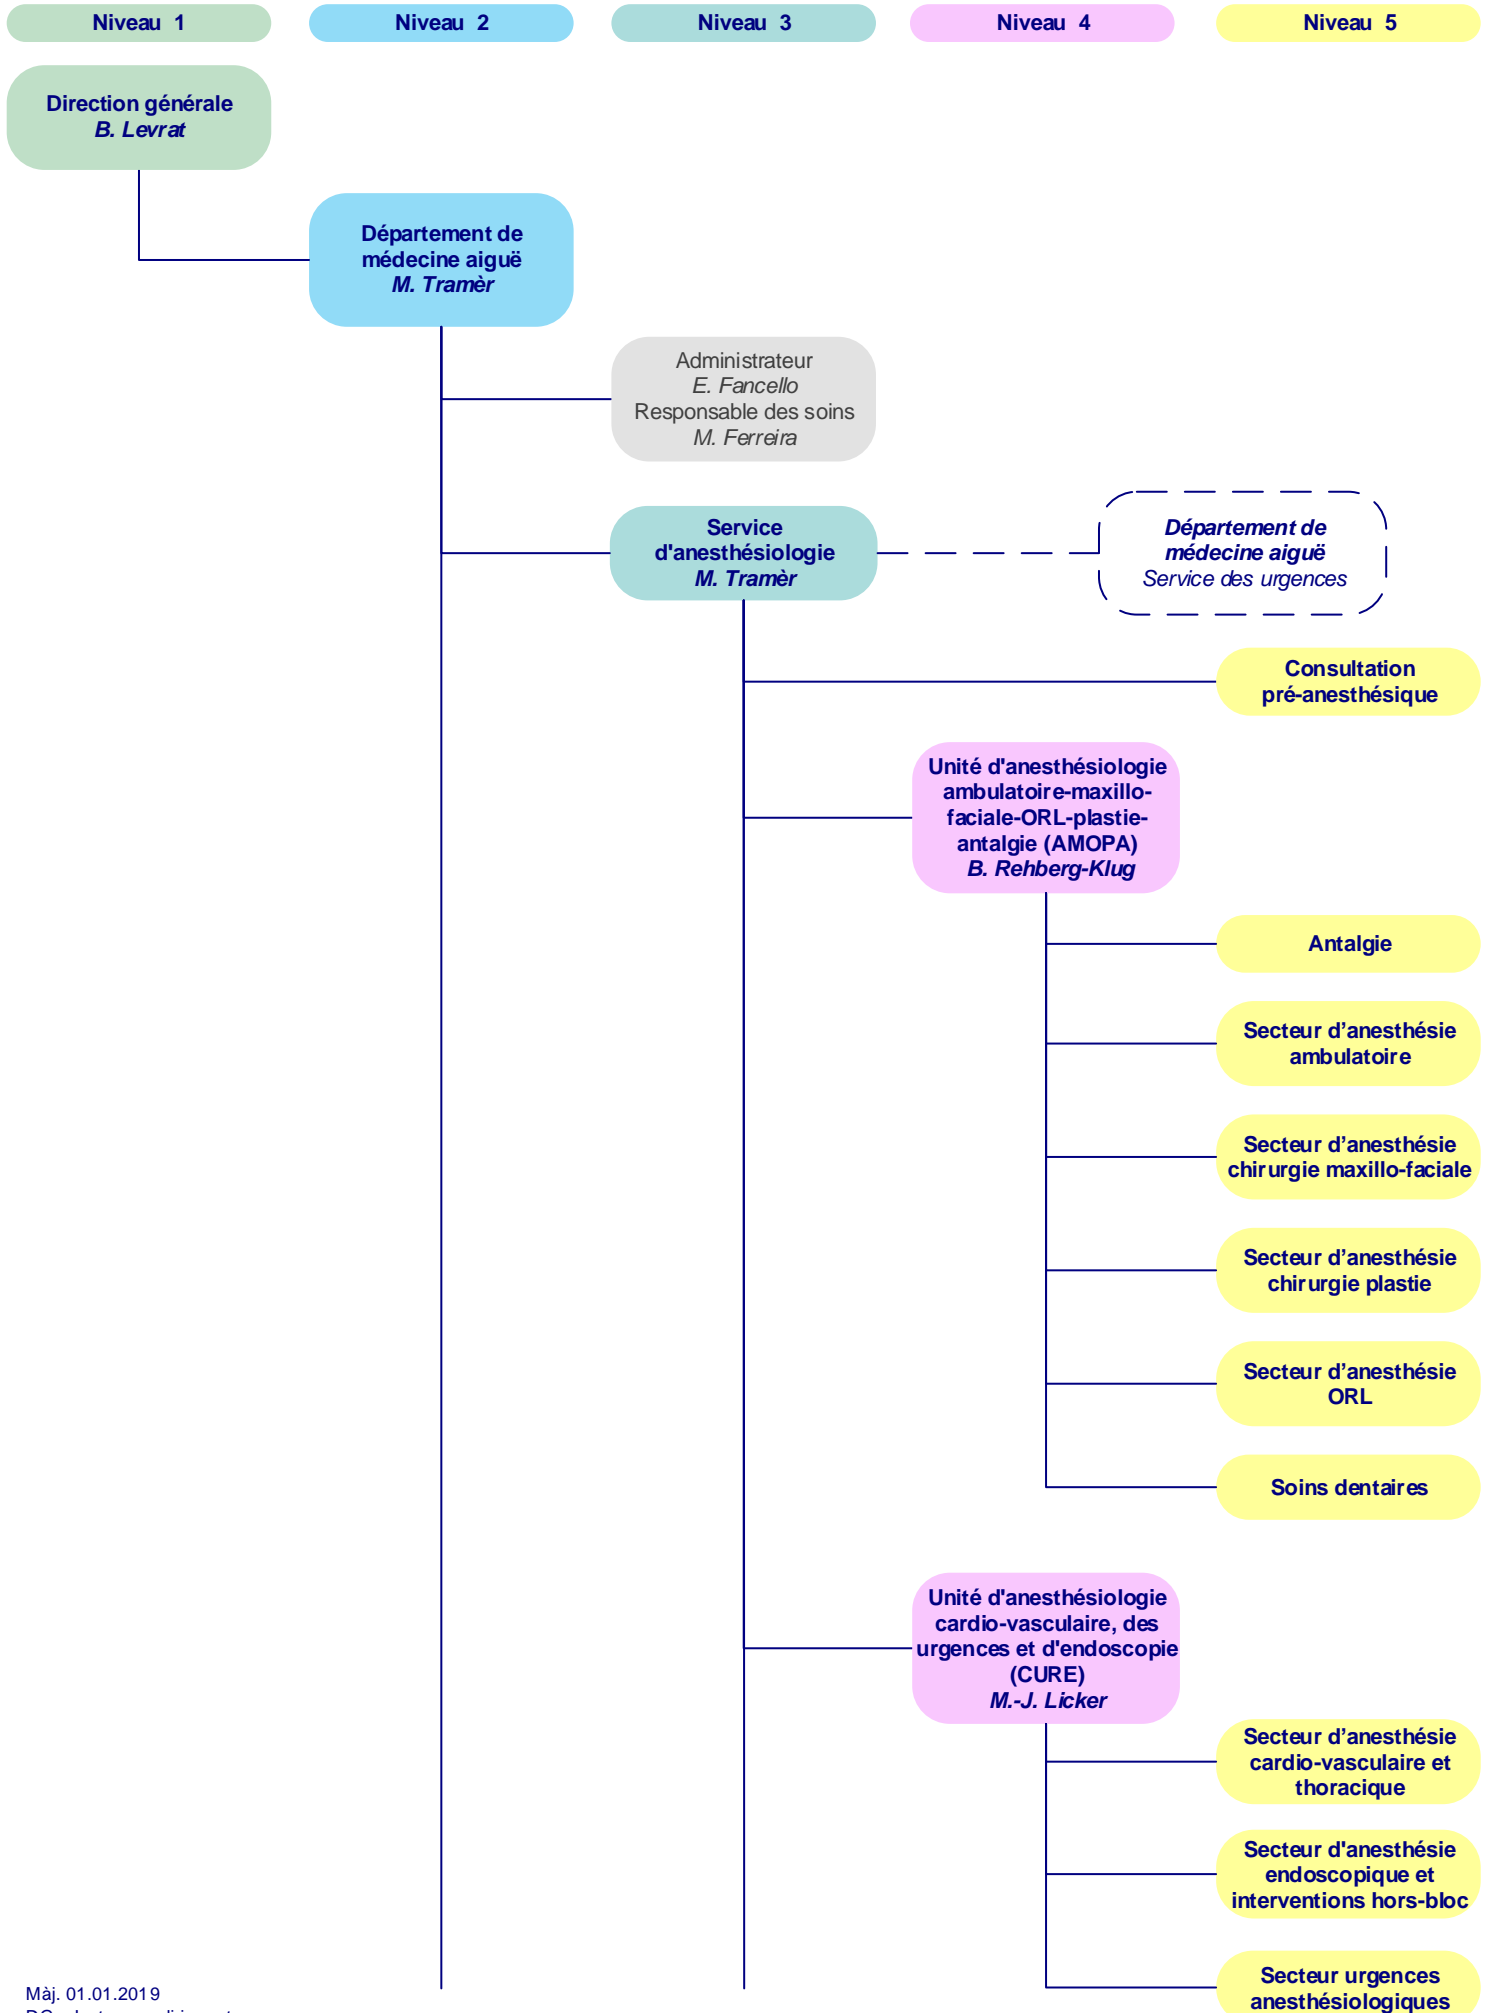 Niveau 1
Niveau 2
Niveau 3
Niveau 4
Niveau 5
Direction générale
B. Levrat
Département de
médecine aiguë
M. Tramèr
Administrateur
E. Fancello
Responsable des soins
M. Ferreira
Service
d'anesthésiologie
M. Tramèr
Département de
médecine aiguë
Service des urgences
Consultation
pré-anesthésique
Unité d'anesthésiologie
ambulatoire-maxillo-
faciale-ORL-plastie-
antalgie (AMOPA)
B. Rehberg-Klug
Antalgie
Secteur d’anesthésie
ambulatoire
Secteur d’anesthésie
chirurgie maxillo-faciale
Secteur d’anesthésie
chirurgie plastie
Secteur d’anesthésie
ORL
Soins dentaires
Unité d'anesthésiologie
cardio-vasculaire, des
urgences et d'endoscopie
(CURE)
M.-J. Licker
Secteur d’anesthésie
cardio-vasculaire et
thoracique
Secteur d'anesthésie
endoscopique et
interventions hors-bloc
Secteur urgences
anesthésiologiques
Màj. 01.01.2019